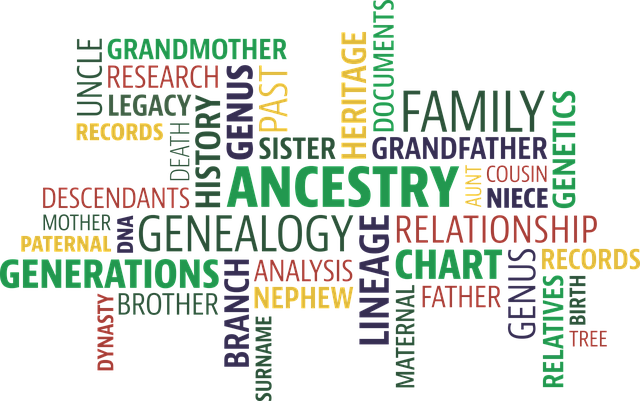 UNCLE
GRANDMOTHER
RESEARCH
LEGACY
RECORDS
DEATH
HISTORY
GENUS
PAST
SISTER
HERITAGE
DOCUMENTS
FAMILY
GRANDFATHER
GENETICS
ANCESTRY
AUNT
COUSIN
NIECE
DESCENDANTS
MOTHER
PATERNAL
DNA
GENEALOGY
LINEAGE
RELATIONSHIP
GENERATIONS
BRANCH
ANALYSIS
NEPHEW
CHART
GENUS
RECORDS
DYNASTY
BROTHER
SURNAME
MATERNAL
FATHER
RELATIVES
BIRTH
TREE